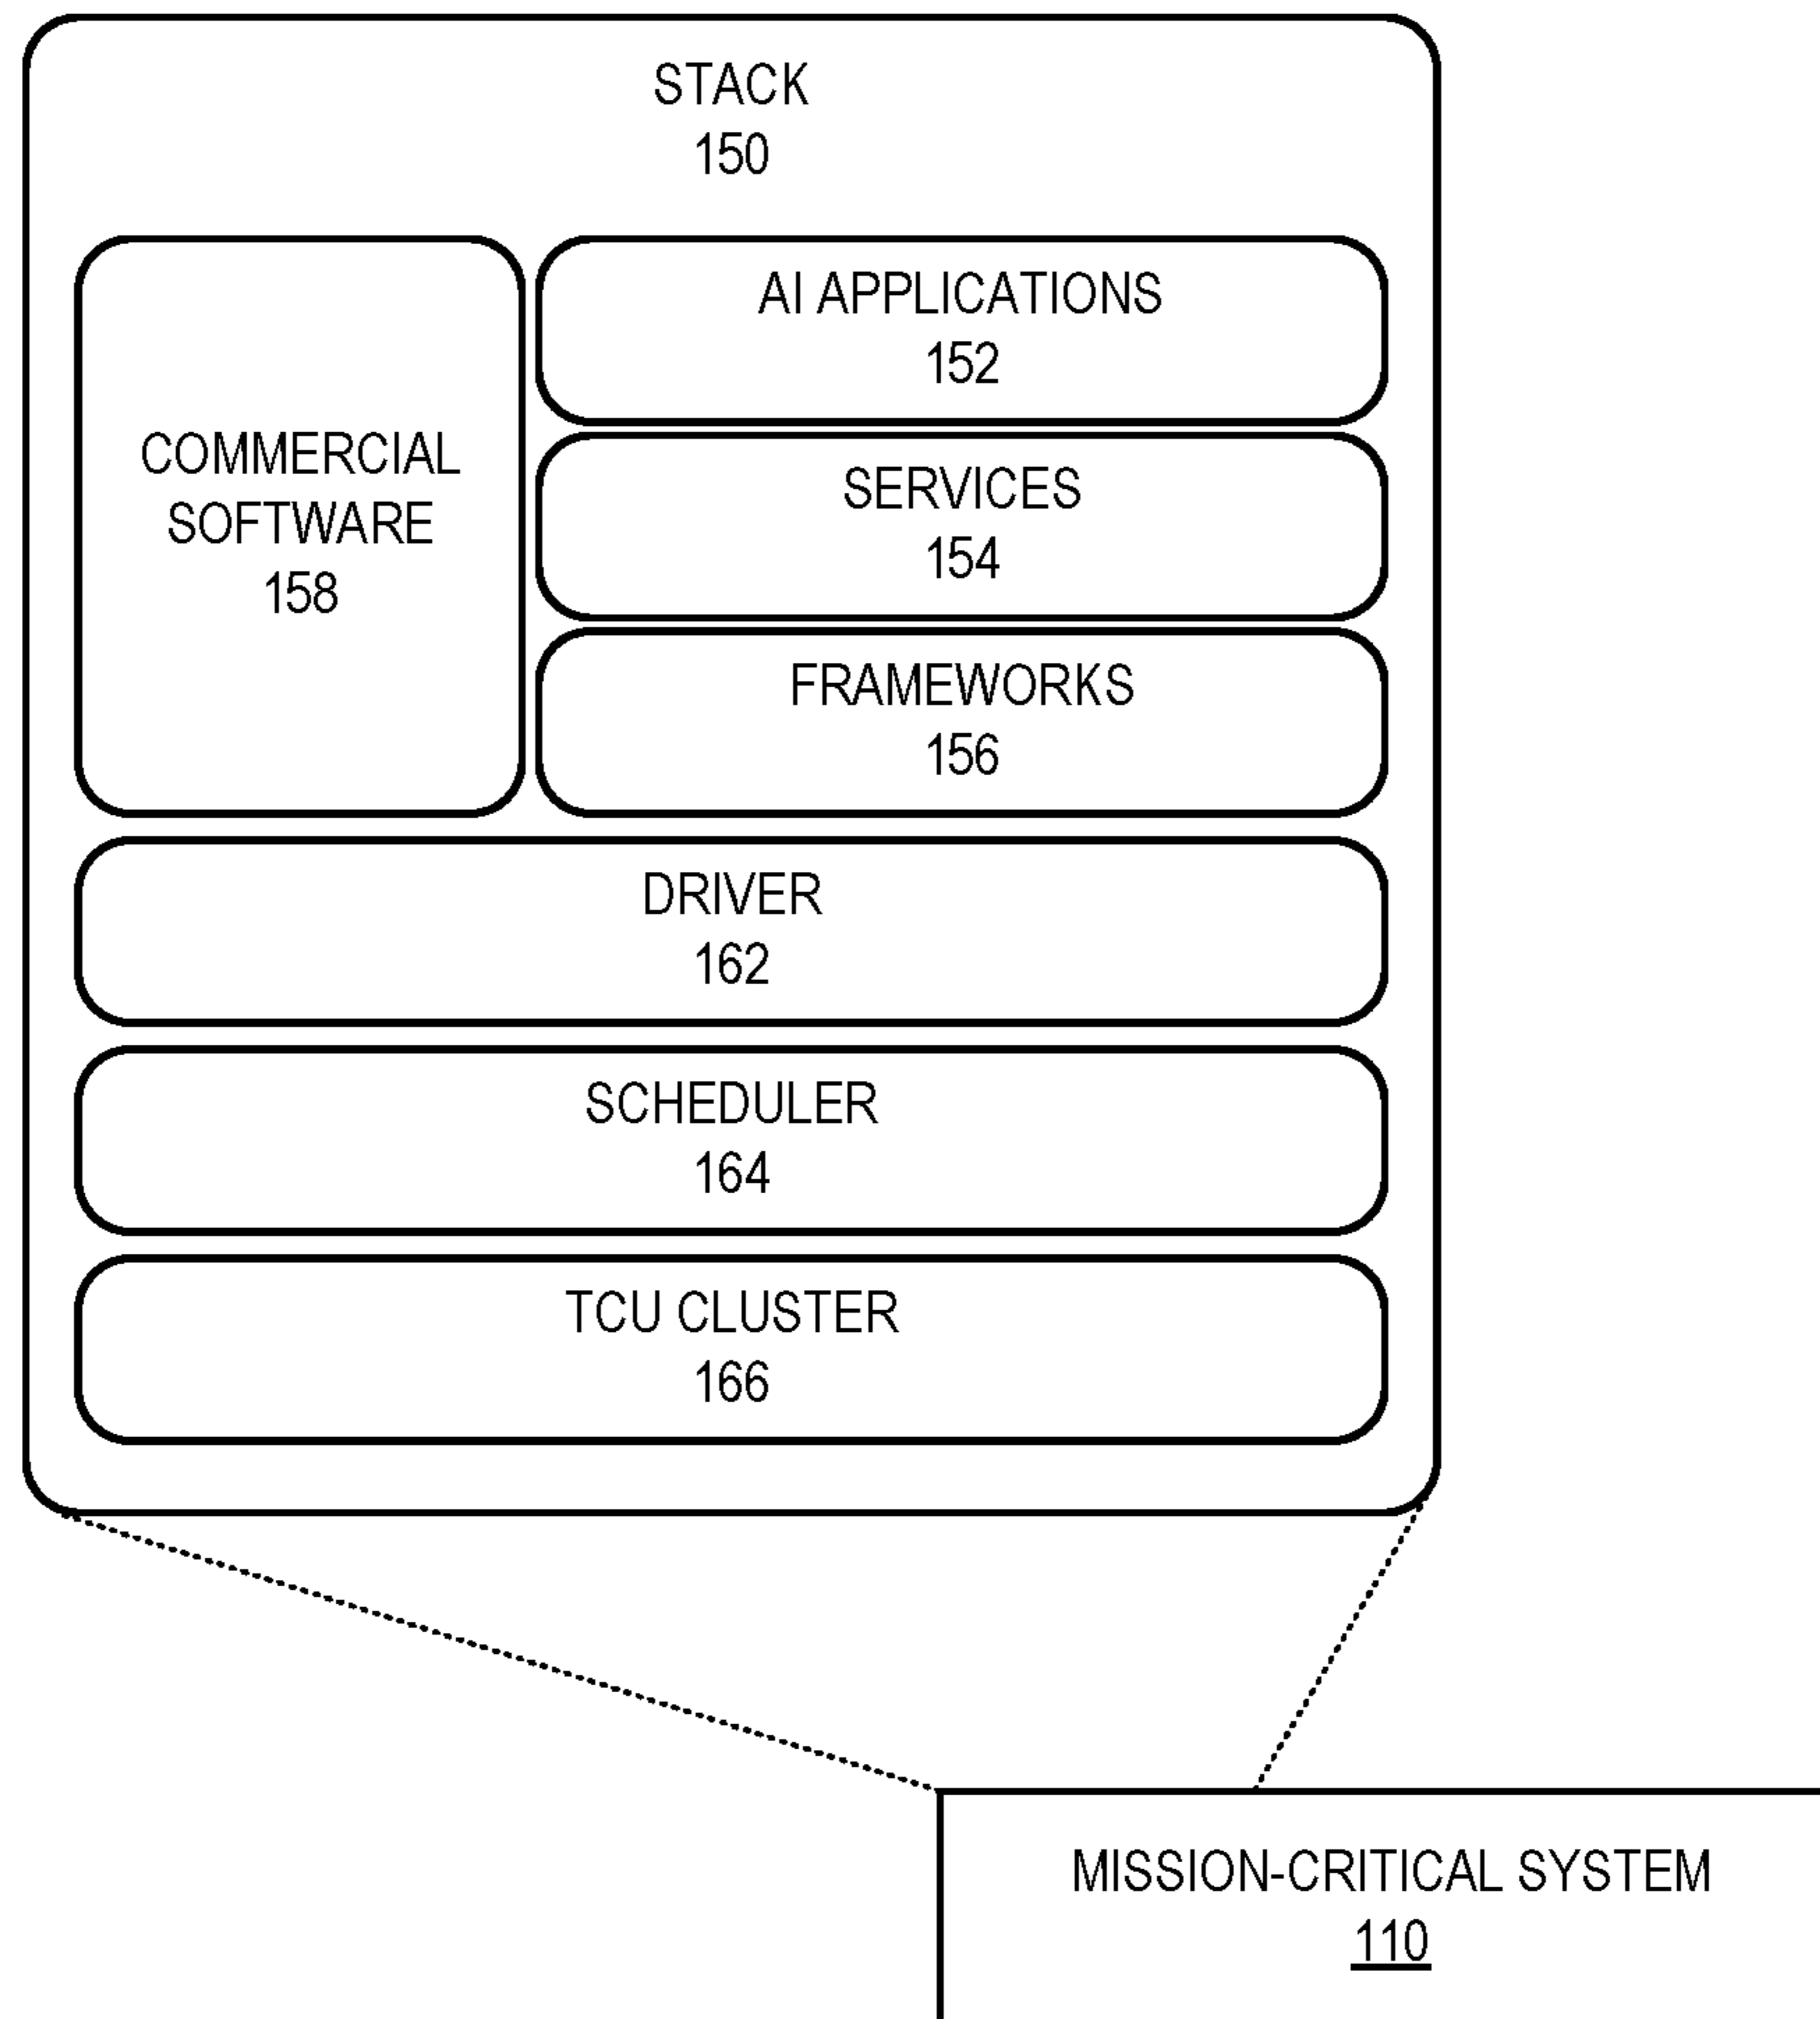 STACK
150
COMMERCIAL
SOFTWARE
158
AI APPLICATIONS
152
SERVICES
154
FRAMEWORKS
156
DRIVER
162
SCHEDULER
164
TCU CLUSTER
166
MISSION-CRITICAL SYSTEM
110